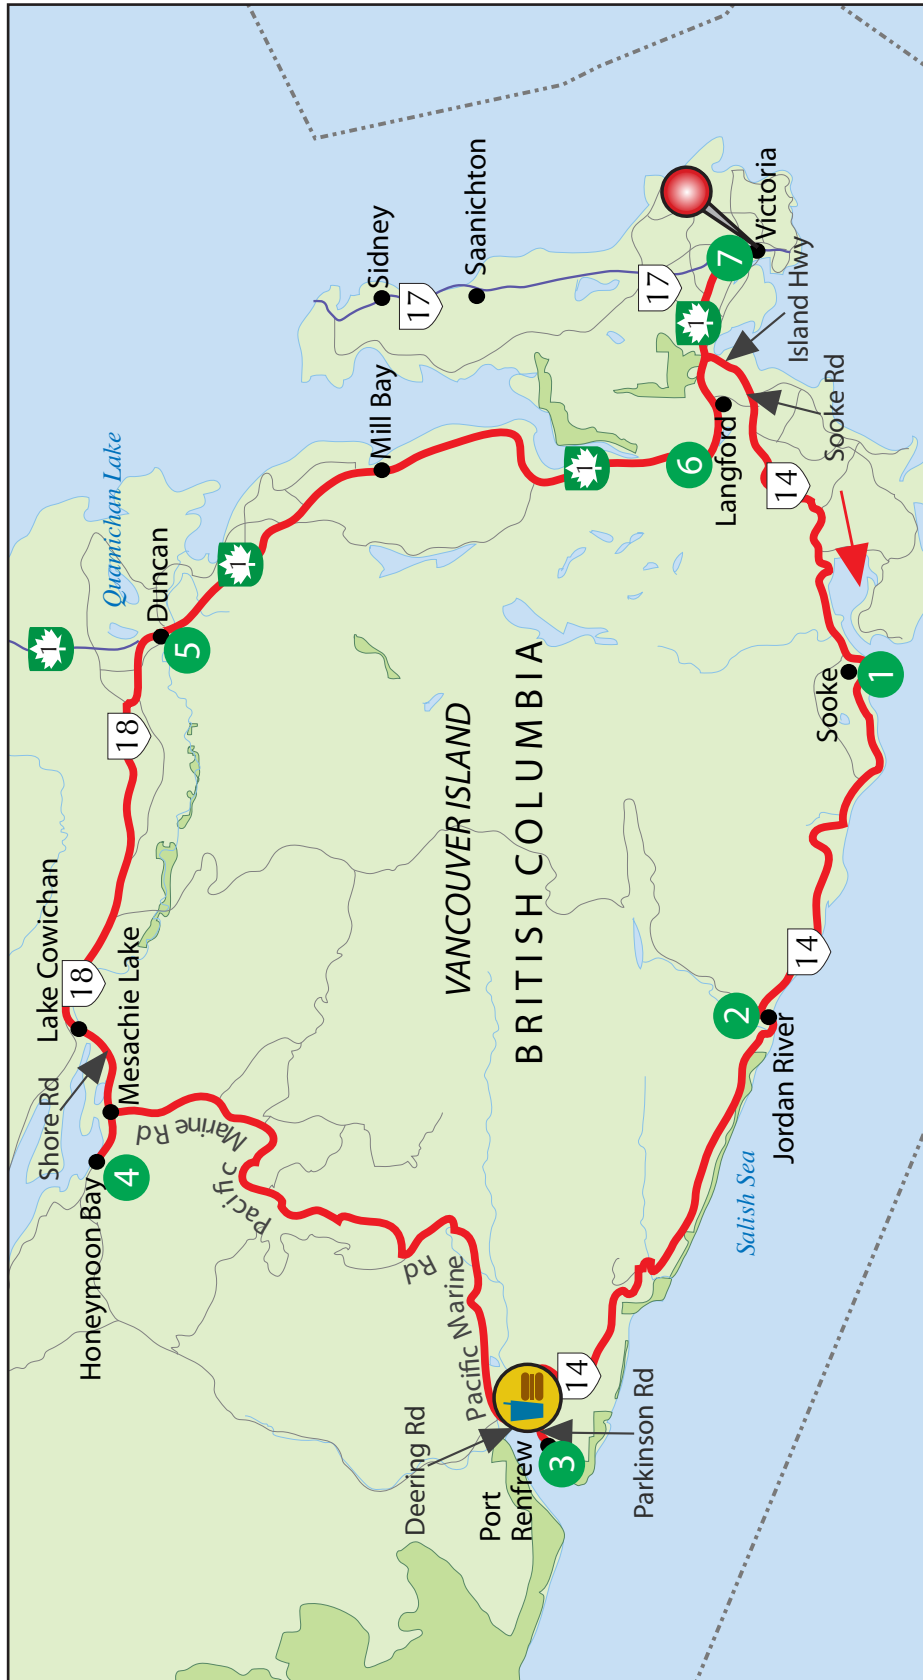 Lake Cowichan
Shore Rd
Mesachie Lake
Honeymoon Bay
4
18
18
1
Quamichan Lake
Duncan
5
1
Mill Bay
Sidney
17
Saanichton
17
1
6
Langford
1
7
Victoria
Island Hwy
Sooke Rd
14
Sooke
1
14
2
Jordan River
Salish Sea
14
Parkinson Rd
3
Port
Renfrew
Deering Rd
Pacific Marine
Rd
Pacific
Marine Rd
VANCOUVER ISLAND
BRITISH COLUMBIA